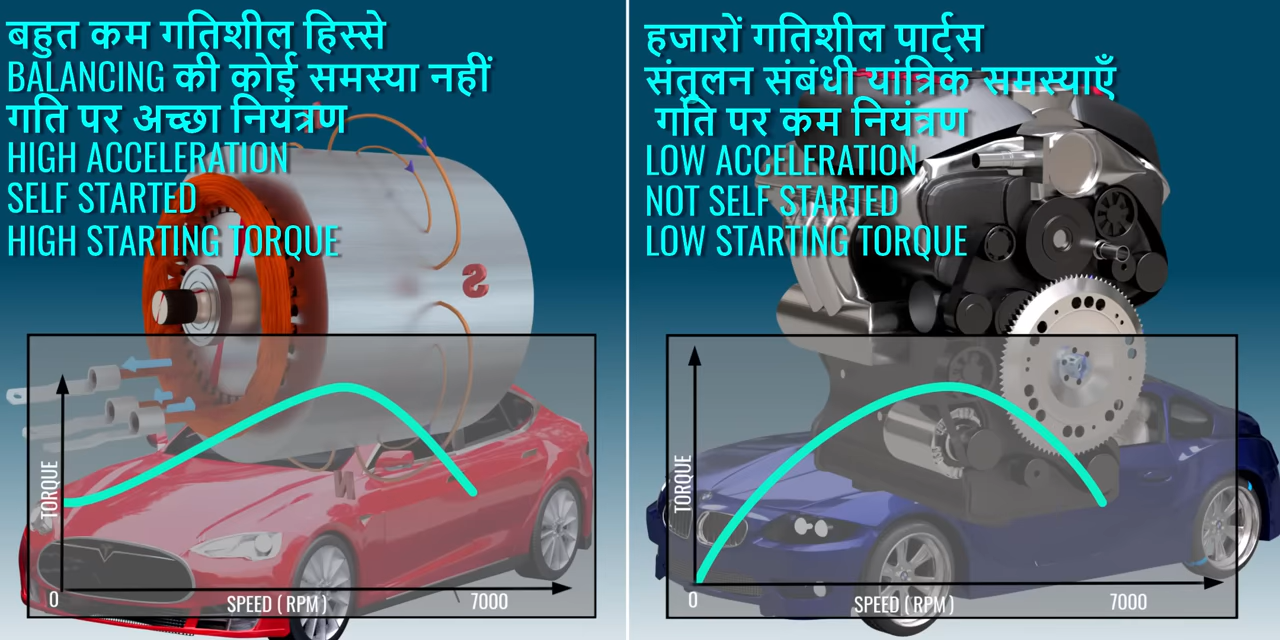 बहुत कम गतिशील हिस्से
BALANCING की कोई समस्या नहीं
गति पर अच्छा नियंत्रण
HIGH ACCELERATION
SELF STARTED
HIGH STARTING TORQUE
S
N
TORQUE
0
SPEED ( RPM )
7000
हजारों गतिशील पार्ट्स
संतुलन संबंधी यांत्रिक समस्याएँ
गति पर कम नियंत्रण
LOW ACCELERATION
NOT SELF STARTED
LOW STARTING TORQUE
TORQUE
0
SPEED ( RPM )
7000